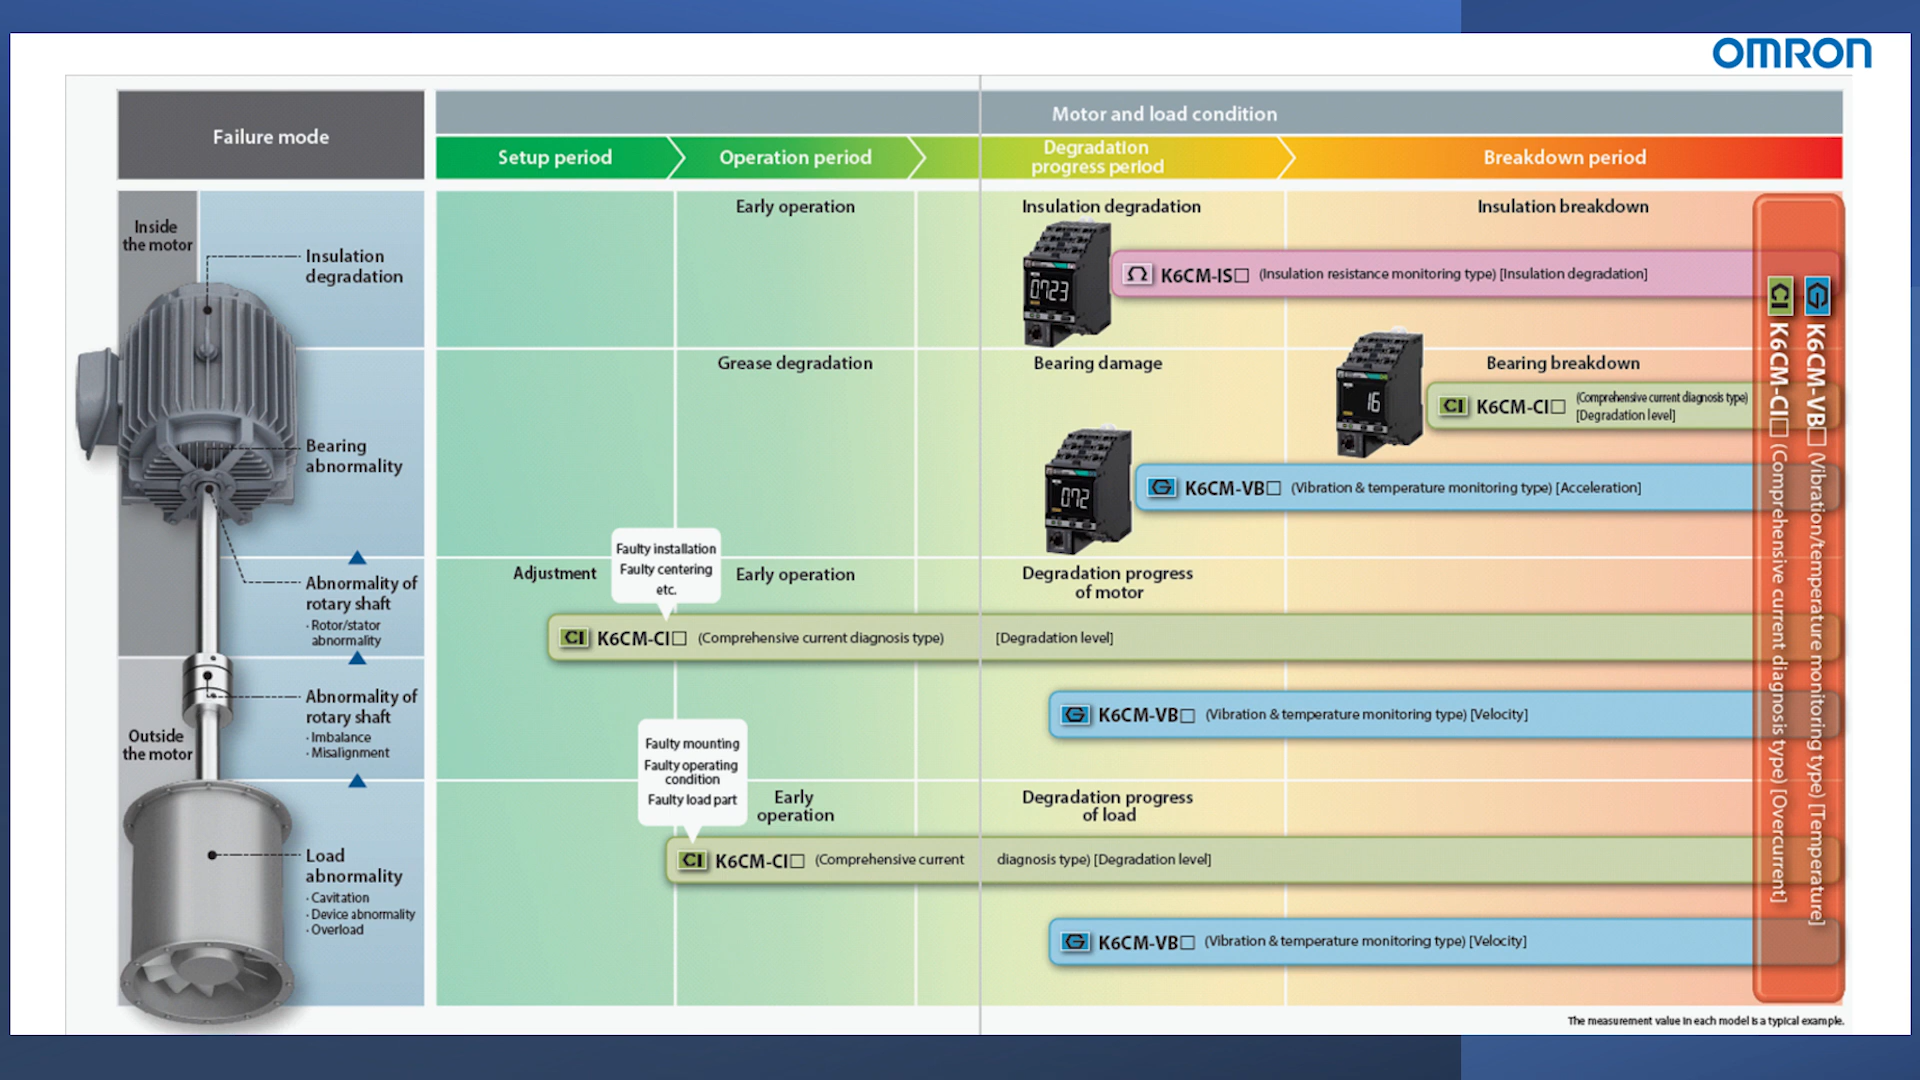 OMRON
Failure mode
Motor and load condition
Setup period
Operation period
Degradation
progress period
Breakdown period
Inside
the motor
Insulation
degradation
Early operation
Insulation degradation
Insulation breakdown
0723
Ω K6CM-IS□ (Insulation resistance monitoring type) [Insulation degradation]
Bearing
abnormality
Grease degradation
Bearing damage
Bearing breakdown
16
CI K6CM-CI□ (Comprehensive current diagnosis type)
[Degradation level]
072
G K6CM-VB□ (Vibration & temperature monitoring type) [Acceleration]
Abnormality of
rotary shaft
· Rotor/stator
abnormality
Adjustment
Faulty installation
Faulty centering
etc.
Early operation
Degradation progress
of motor
CI K6CM-CI□ (Comprehensive current diagnosis type) [Degradation level]
Outside
the motor
Abnormality of
rotary shaft
· Imbalance
· Misalignment
G K6CM-VB□ (Vibration & temperature monitoring type) [Velocity]
Load
abnormality
· Cavitation
· Device abnormality
· Overload
Faulty mounting
Faulty operating
condition
Faulty load part
Early
operation
Degradation progress
of load
CI K6CM-CI□ (Comprehensive current diagnosis type) [Degradation level]
G K6CM-VB□ (Vibration & temperature monitoring type) [Velocity]
G K6CM-VB□ (Vibration/temperature monitoring type) [Temperature]
CI K6CM-CI□ (Comprehensive current diagnosis type) [Overcurrent]
The measurement value in each model is a typical example.